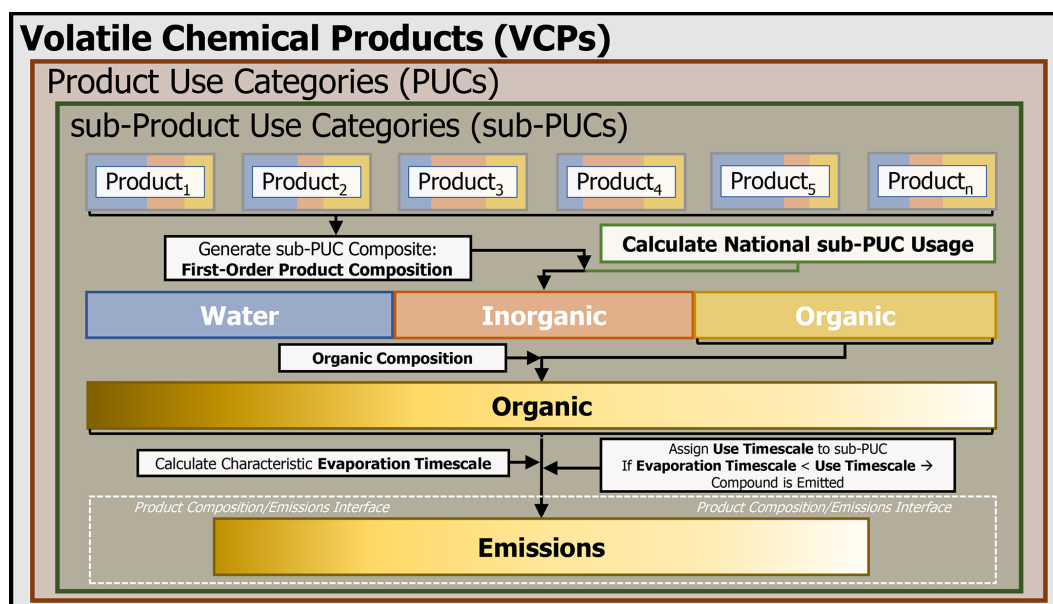 Volatile Chemical Products (VCPs)
Product Use Categories (PUCs)
sub-Product Use Categories (sub-PUCs)
Product1 Product2 Product3 Product4 Product5 Productn
Generate sub-PUC Composite:
First-Order Product Composition
Calculate National sub-PUC Usage
Water Inorganic Organic
Organic Composition
Organic
Calculate Characteristic Evaporation Timescale
Assign Use Timescale to sub-PUC
If Evaporation Timescale < Use Timescale →
Compound is Emitted
Product Composition/Emissions Interface Product Composition/Emissions Interface
Emissions